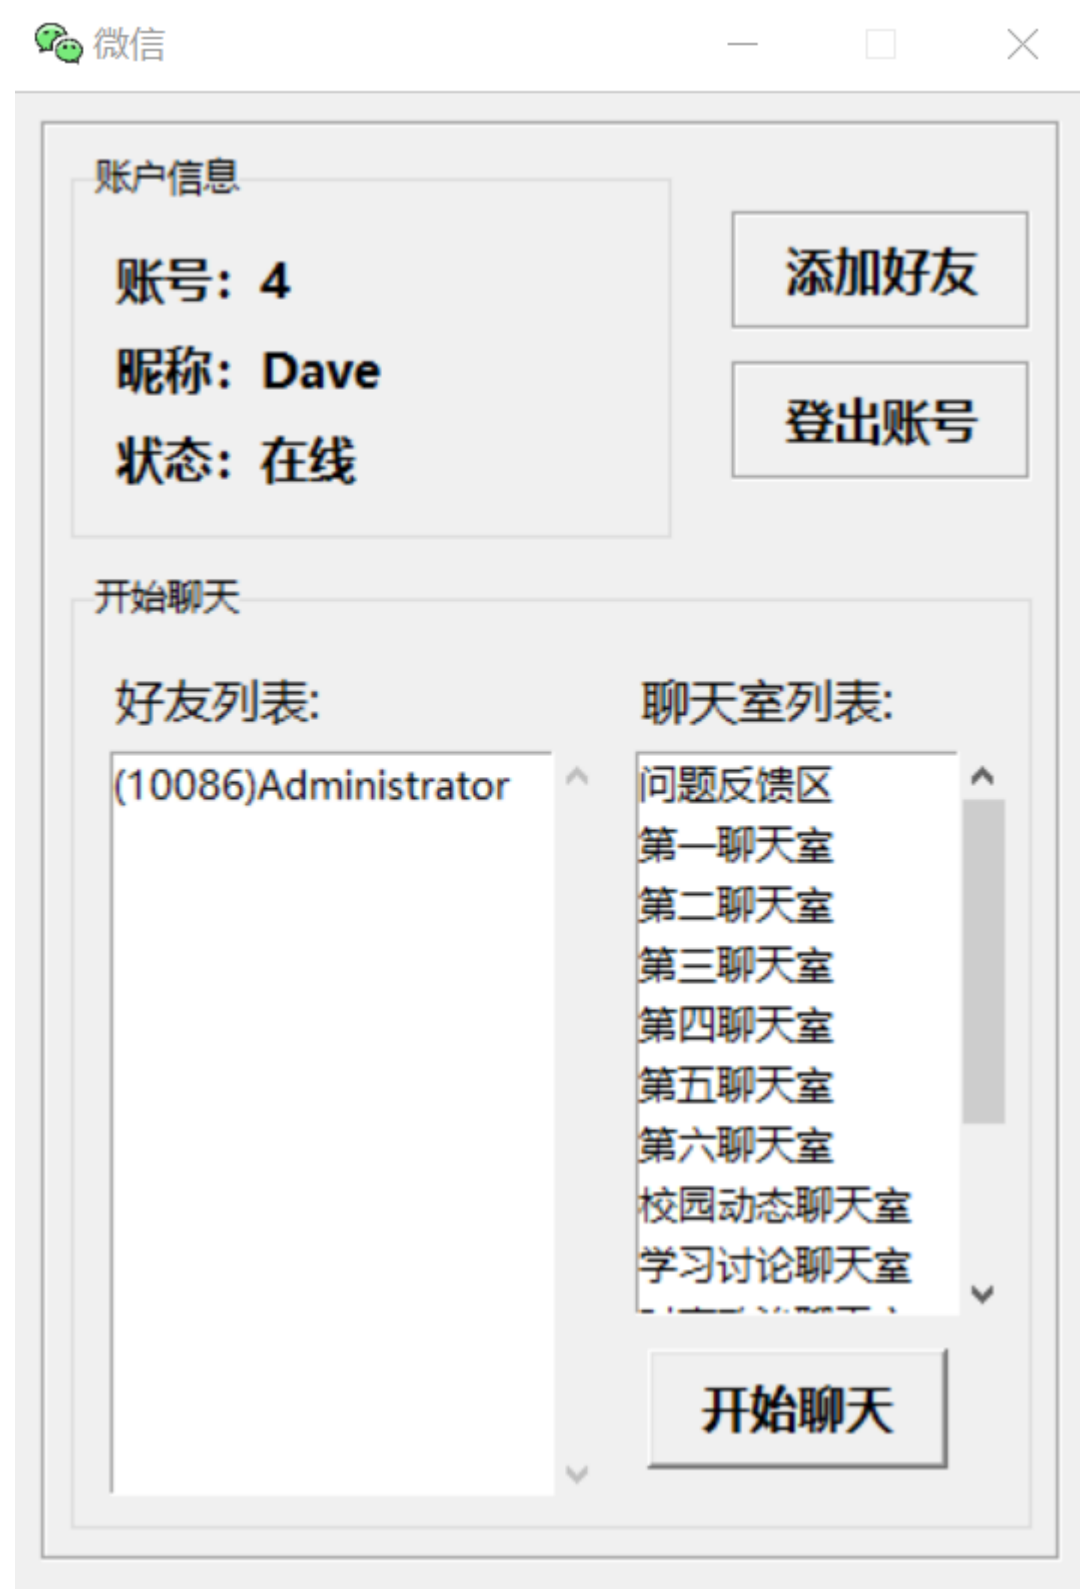 微信
账户信息
账号：4
昵称：Dave
状态：在线
添加好友
登出账号
开始聊天
好友列表:
(10086)Administrator
聊天室列表:
问题反馈区
第一聊天室
第二聊天室
第三聊天室
第四聊天室
第五聊天室
第六聊天室
校园动态聊天室
学习讨论聊天室
开始聊天